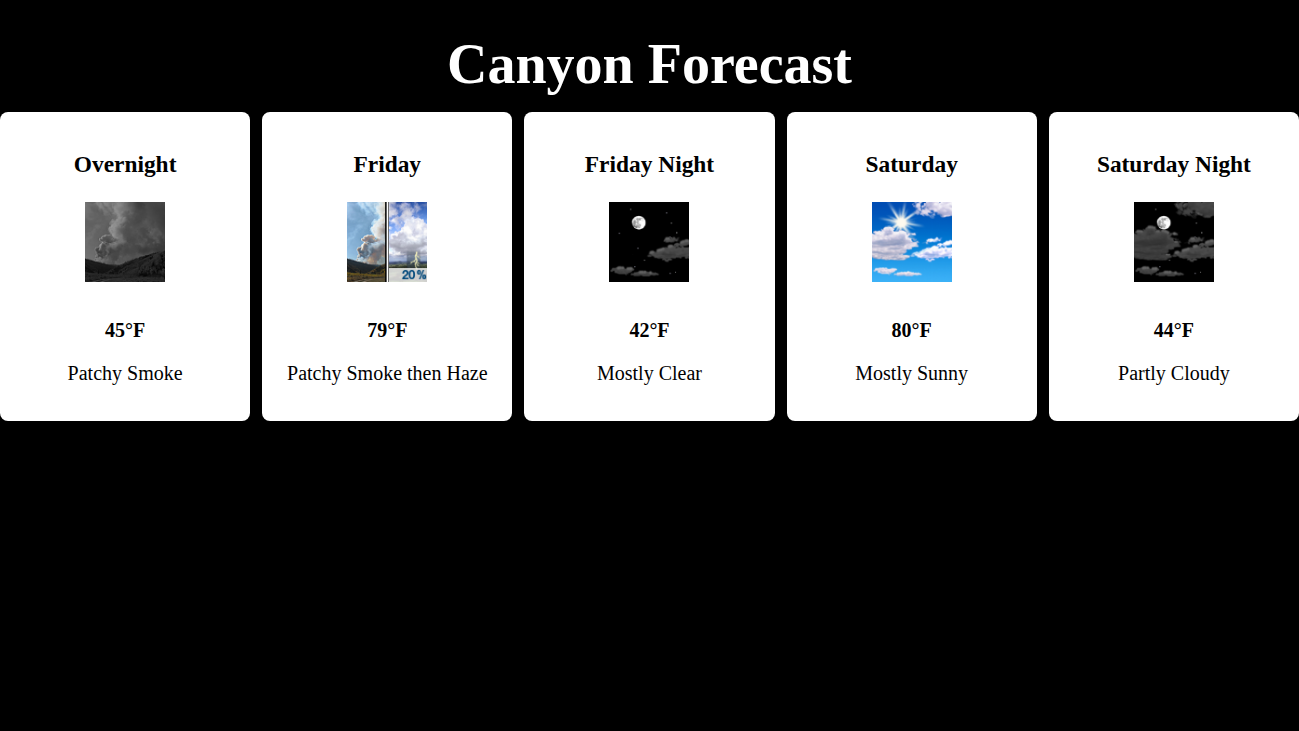 Canyon Forecast
Overnight
45°F
Patchy Smoke
Friday
20%
79°F
Patchy Smoke then Haze
Friday Night
42°F
Mostly Clear
Saturday
80°F
Mostly Sunny
Saturday Night
44°F
Partly Cloudy